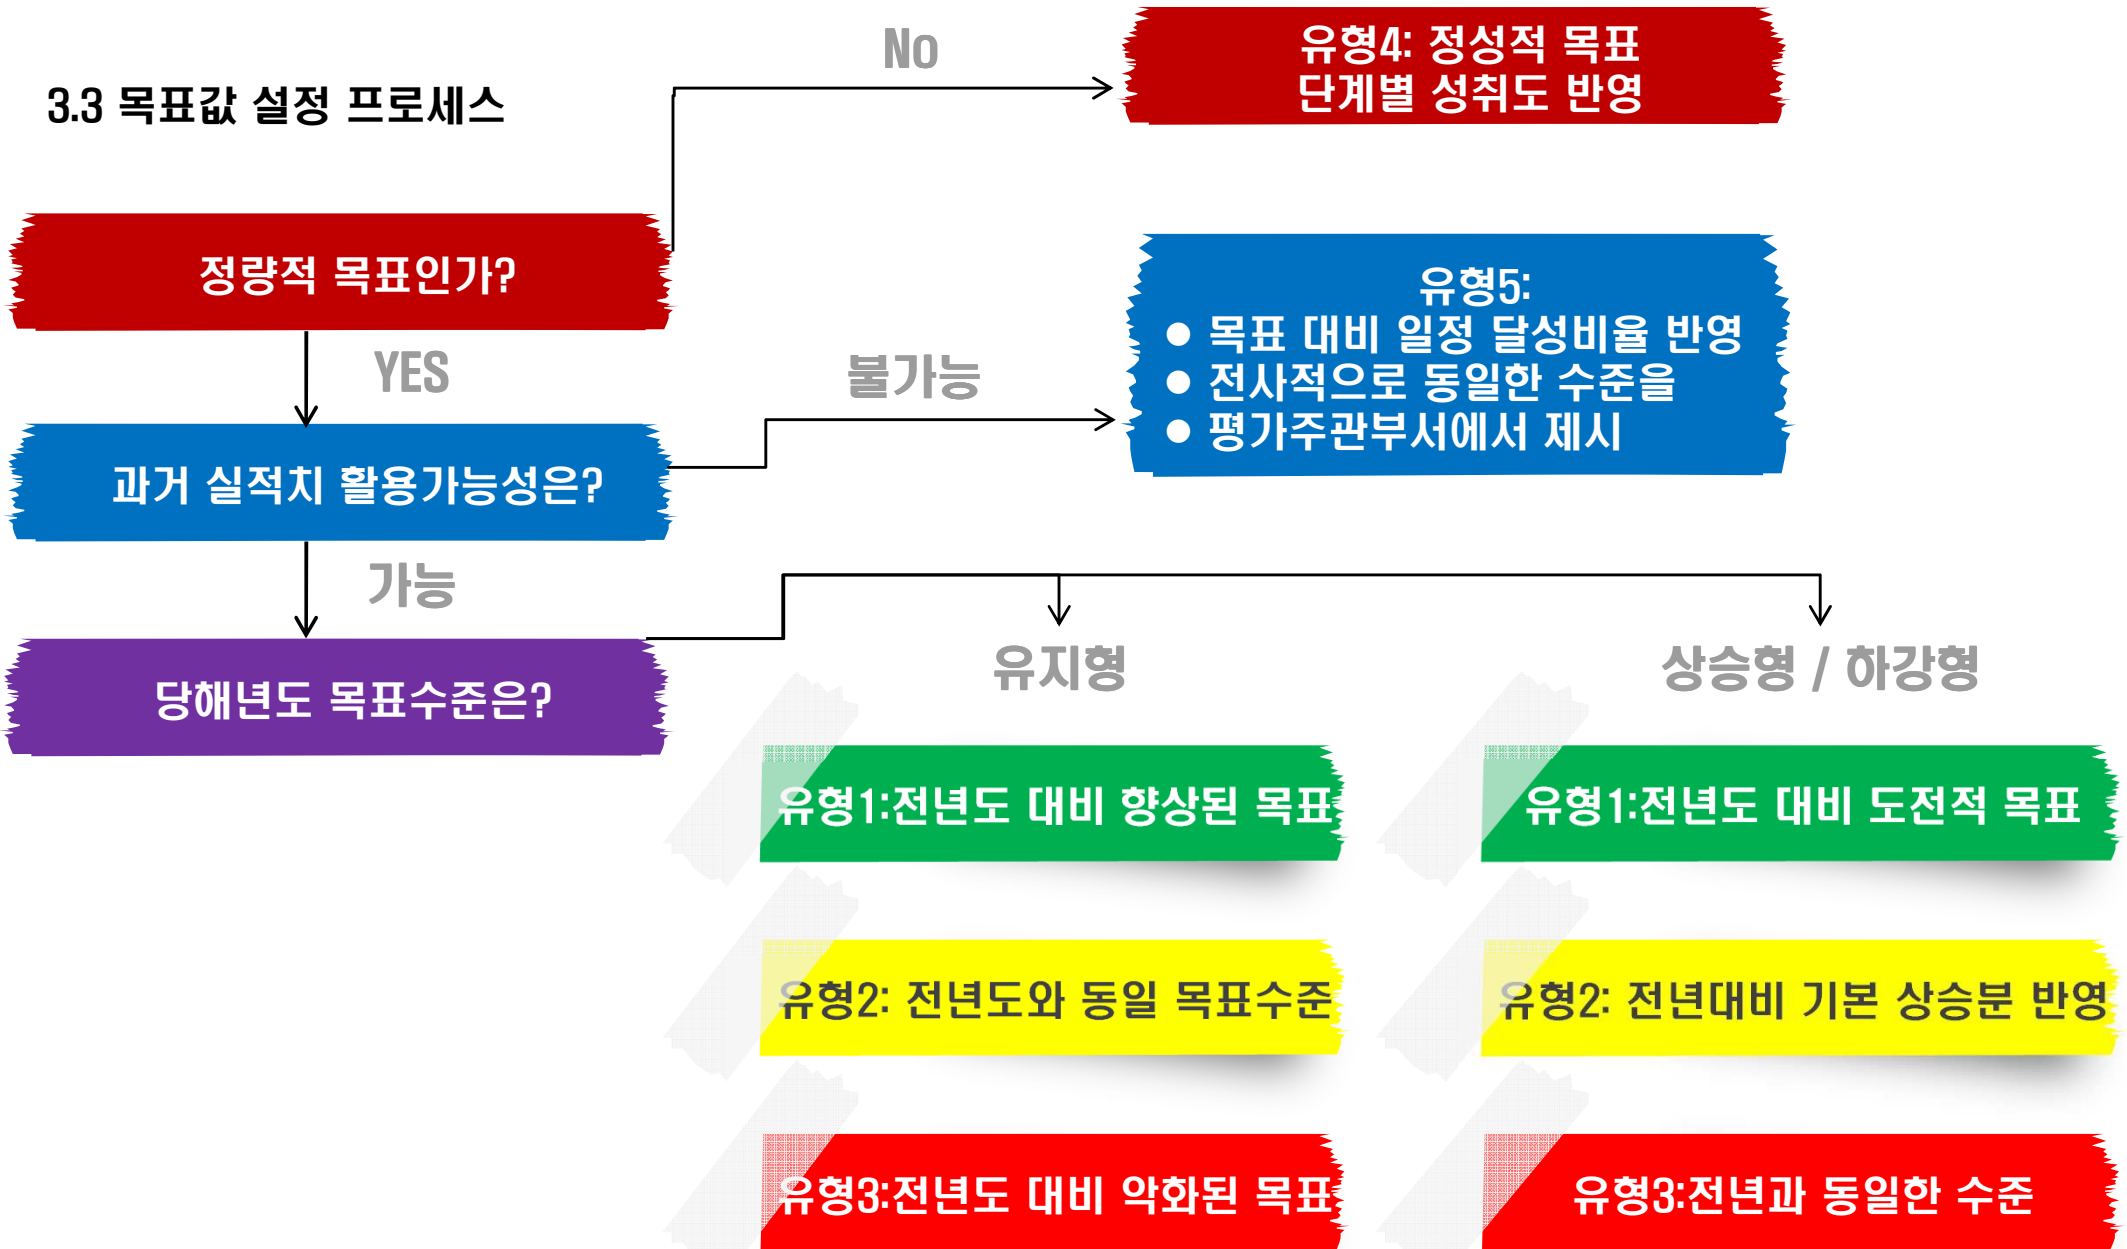 3.3 목표값 설정 프로세스
No
유형4: 정성적 목표
단계별 성취도 반영
정량적 목표인가?
YES
불가능
유형5:
● 목표 대비 일정 달성비율 반영
● 전사적으로 동일한 수준을
● 평가주관부서에서 제시
과거 실적치 활용가능성은?
가능
당해년도 목표수준은?
유지형
상승형 / 하강형
유형1:전년도 대비 향상된 목표
유형1:전년도 대비 도전적 목표
유형2: 전년도와 동일 목표수준
유형2: 전년대비 기본 상승분 반영
유형3:전년도 대비 악화된 목표
유형3:전년과 동일한 수준